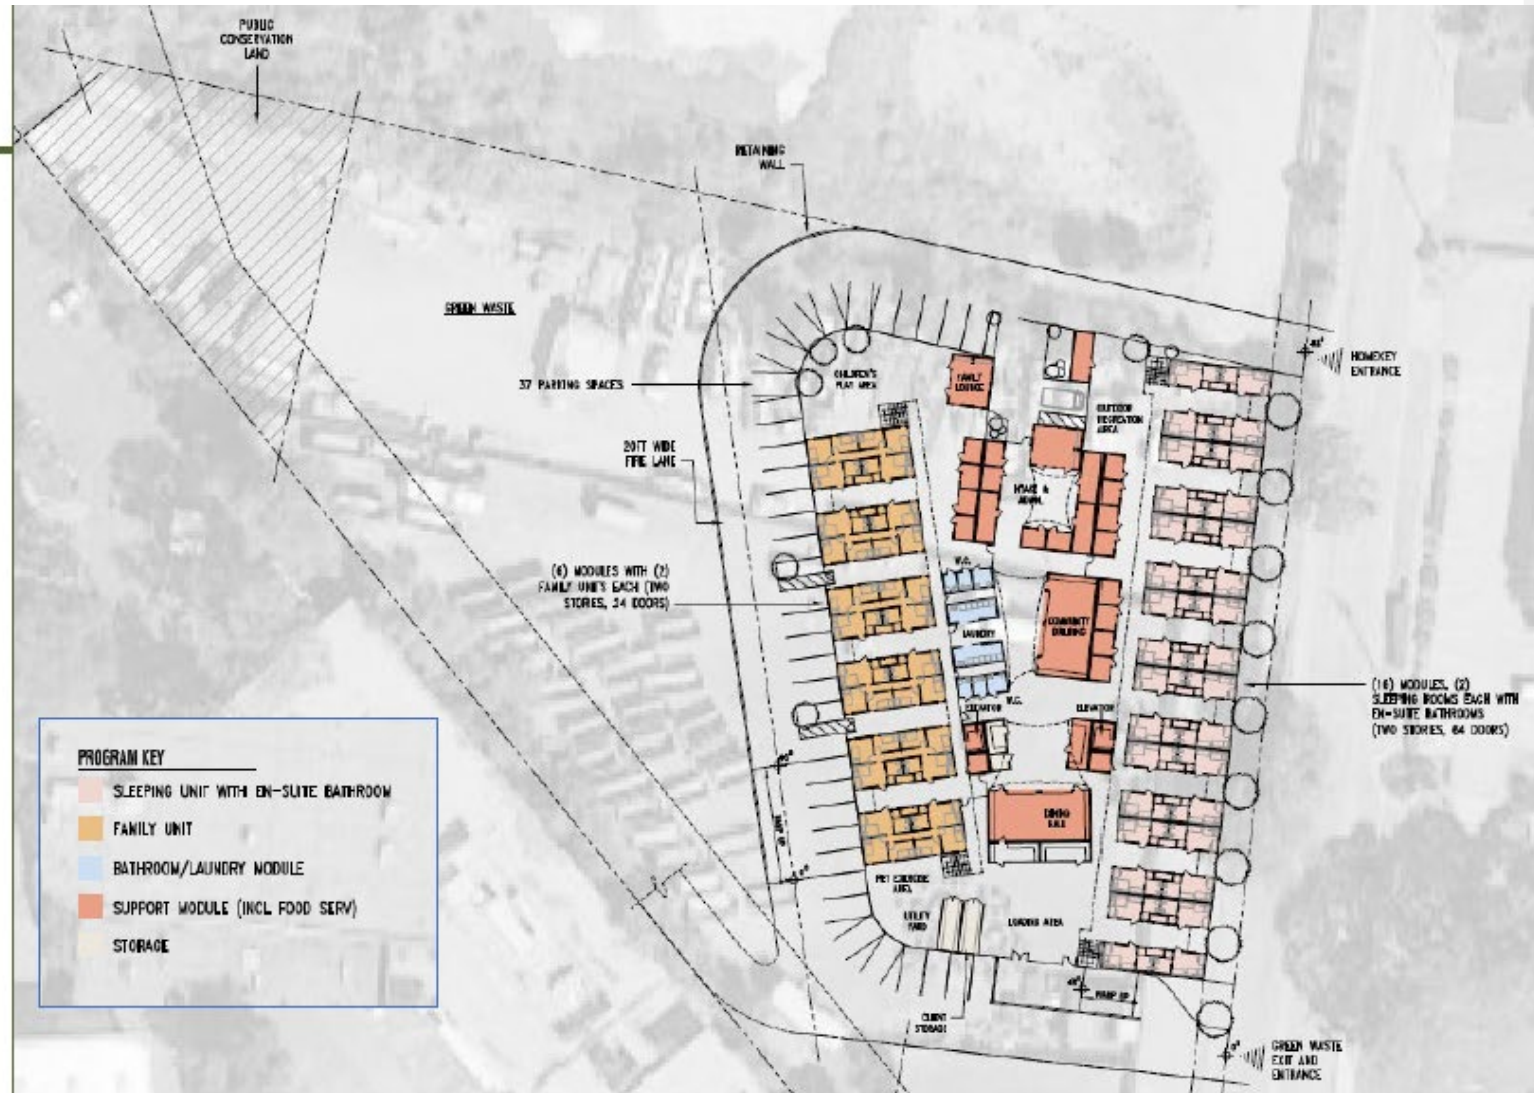 PUBLIC
CONSERVATION
LAND
RETAINING
WALL
GREEN WASTE
37 PARKING SPACES
CHILDREN'S
PLAY AREA
FAMILY
LOUNGE
HOMEKEY
ENTRANCE
OUTDOOR
RECREATION
AREA
20FT WIDE
FIRE LANE
INTAKE &
ADMIN.
(6) MODULES WITH (2)
FAMILY UNITS EACH (TWO
STORIES, 24 DOORS)
W.C.
LAUNDRY
COMMUNITY
BUILDING
W.C.
ELEVATOR
ELEVATOR
(16) MODULES, (2)
SLEEPING ROOMS EACH WITH
EN-SUITE BATHROOMS
(TWO STORIES, 64 DOORS)
PROGRAM KEY
SLEEPING UNIT WITH EN-SUITE BATHROOM
FAMILY UNIT
BATHROOM/LAUNDRY MODULE
SUPPORT MODULE (INCL FOOD SERV)
STORAGE
DINING
PET EXERCISE
AREA
UTILITY
YARD
LOADING AREA
RAMP UP
CLIENT
STORAGE
GREEN WASTE
EXIT AND
ENTRANCE